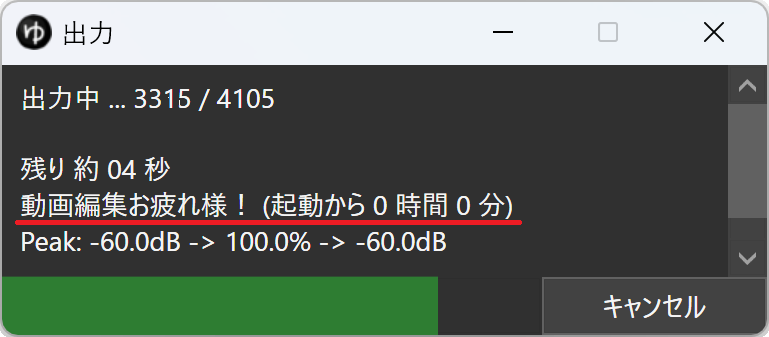 ゆ 出力
出力中 ... 3315 / 4105
残り 約 04 秒
動画編集お疲れ様！ (起動から 0 時間 0 分)
Peak: -60.0dB -> 100.0% -> -60.0dB
キャンセル